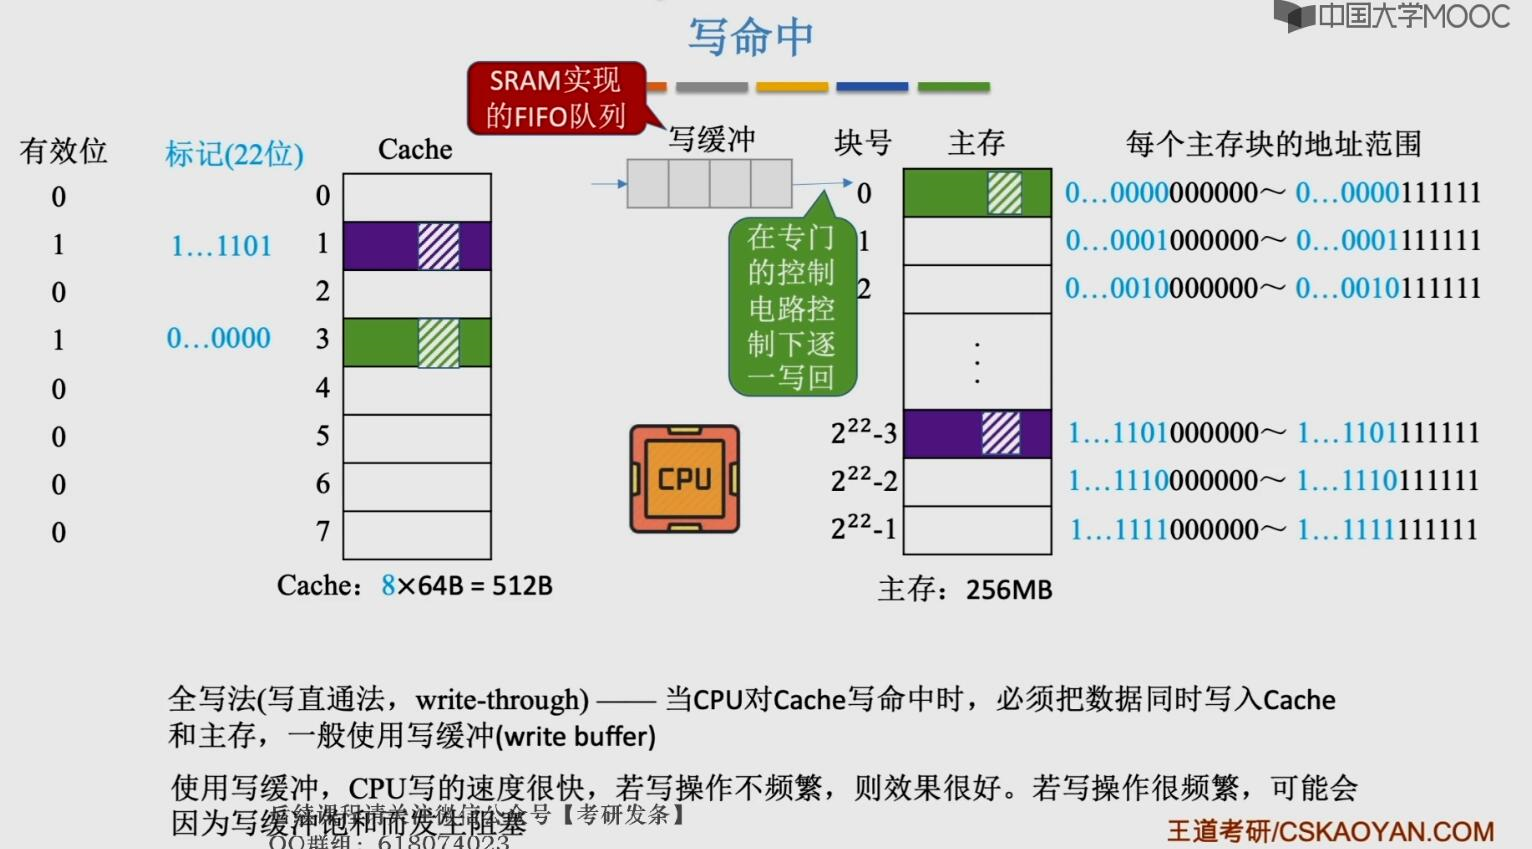 中国大学MOOC
写命中
SRAM实现
的FIFO队列
有效位
标记(22位)
Cache
写缓冲
块号
主存
每个主存块的地址范围
0 0 0 0…0000000000～ 0…0000111111
1 1…1101 1 1 0…0001000000～ 0…0001111111
0 2 2 0…0010000000～ 0…0010111111
在专门
的控制
电路控
制下逐
一写回
1 0…0000 3
0 4
0 5 2²²-3 1…1101000000～ 1…1101111111
0 6 2²²-2 1…1110000000～ 1…1110111111
0 7 2²²-1 1…1111000000～ 1…1111111111
CPU
Cache：8×64B = 512B
主存：256MB
全写法(写直通法，write-through) —— 当CPU对Cache写命中时，必须把数据同时写入Cache
和主存，一般使用写缓冲(write buffer)
使用写缓冲，CPU写的速度很快，若写操作不频繁，则效果很好。若写操作很频繁，可能会
因为写缓冲饱和而发生阻塞
后续课程请关注微信公众号【考研发条】
QQ群组：618074023
王道考研/CSKAOYAN.COM